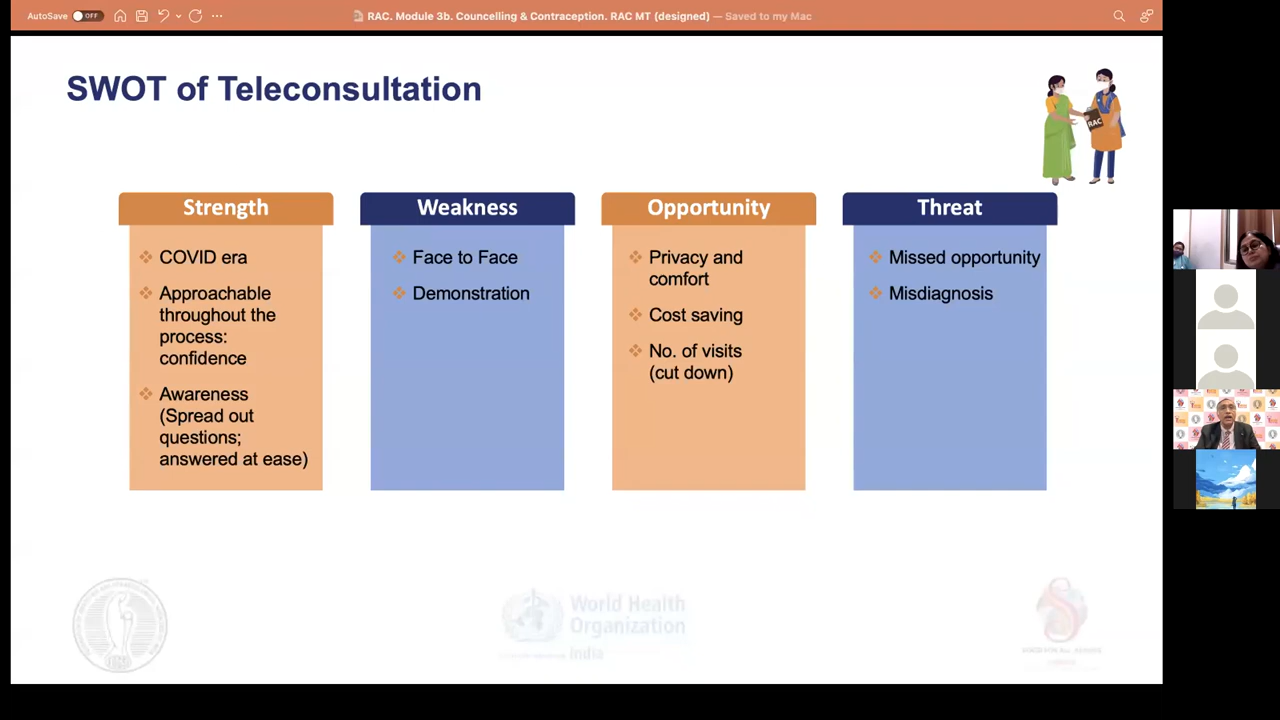 AutoSave OFF
RAC. Module 3b. Councelling & Contraception. RAC MT (designed) — Saved to my Mac
SWOT of Teleconsultation
RAC
Strength
COVID era
Approachable
throughout the
process:
confidence
Awareness
(Spread out
questions;
answered at ease)
Weakness
Face to Face
Demonstration
Opportunity
Privacy and
comfort
Cost saving
No. of visits
(cut down)
Threat
Missed opportunity
Misdiagnosis
World Health
Organization
India